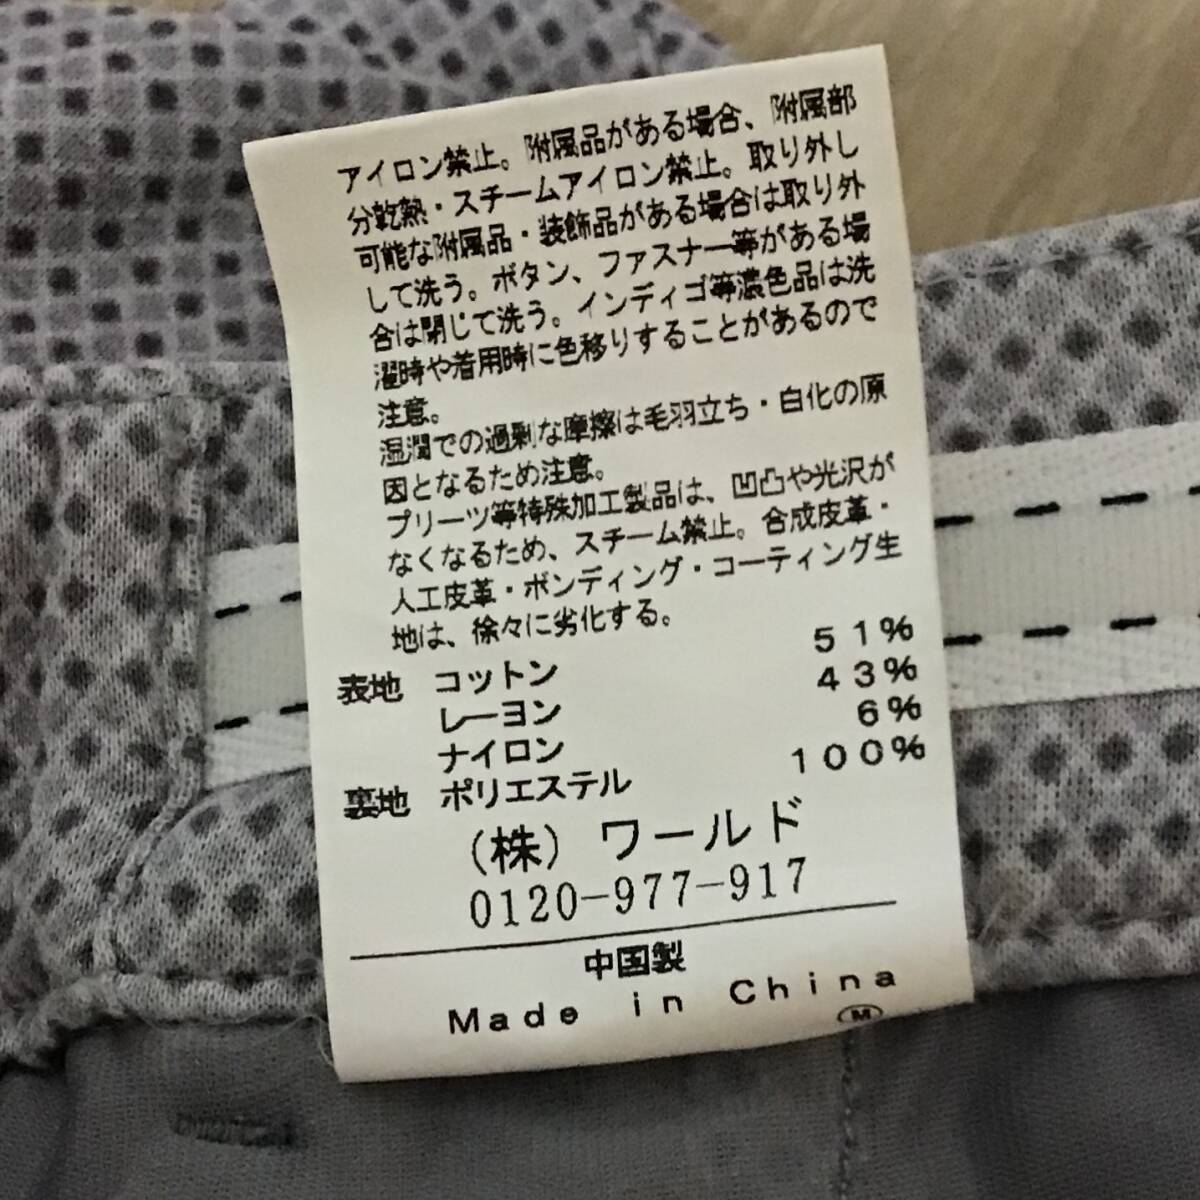 アイロン禁止。附属品がある場合、附属部
分乾熱・スチームアイロン禁止。取り外し
可能な附属品・装飾品がある場合は取り外
して洗う。ボタン、ファスナー等がある場
合は閉じて洗う。インディゴ等濃色品は洗
濯時や着用時に色移りすることがあるので
注意。
湿潤での過剰な摩擦は毛羽立ち・白化の原
因となるため注意。
プリーツ等特殊加工製品は、凹凸や光沢が
なくなるため、スチーム禁止。合成皮革・
人工皮革・ボンディング・コーティング生
地は、徐々に劣化する。
表地 コットン 51%
レーヨン 43%
ナイロン 6%
裏地 ポリエステル 100%
(株) ワールド
0120-977-917
中国製
Made in China
M